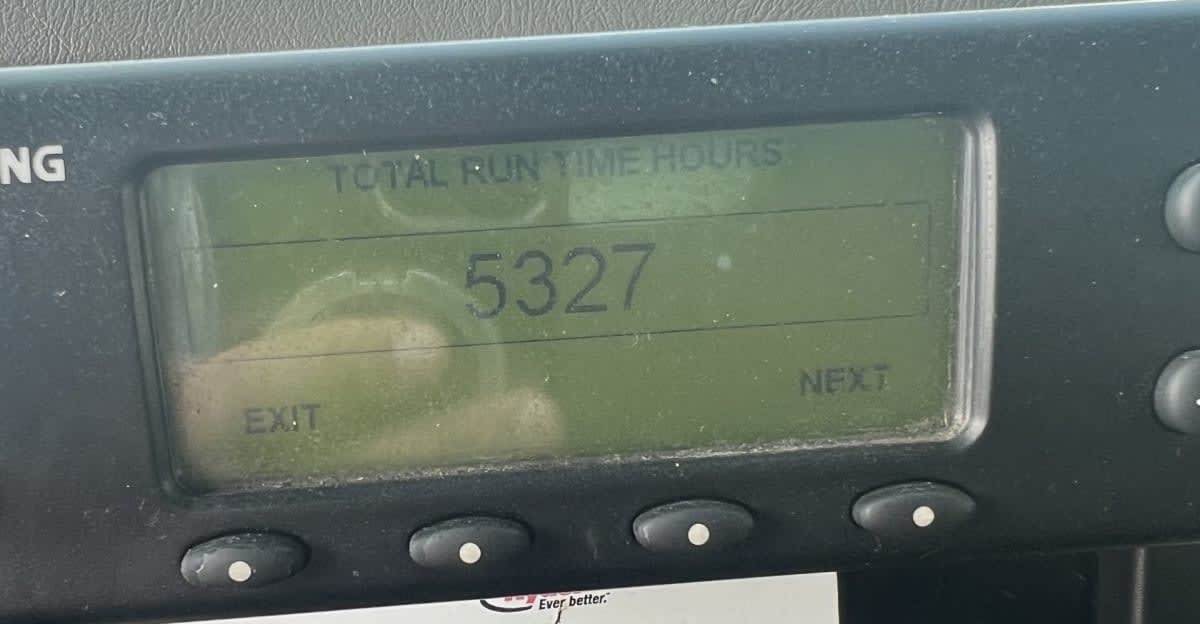 NG
TOTAL RUN TIME HOURS
5327
NEXT
EXIT
Ever better.